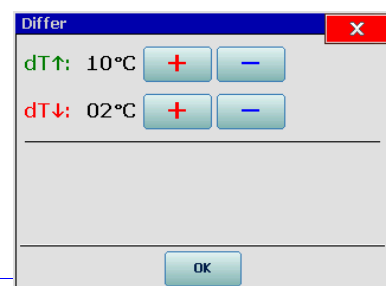 Differ X
dT↑: 10°C + −
dT↓: 02°C + −
OK